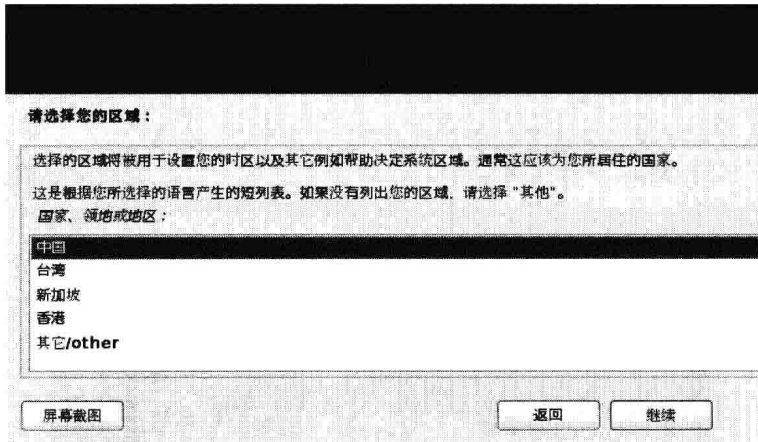 请选择您的区域：
选择的区域将被用于设置您的时区以及其它例如帮助决定系统区域。通常这应该为您所居住的国家。
这是根据您所选择的语言产生的短列表。如果没有列出您的区域，请选择 "其他"。
国家、领地或地区：
中国
台湾
新加坡
香港
其它/other
屏幕截图 返回 继续